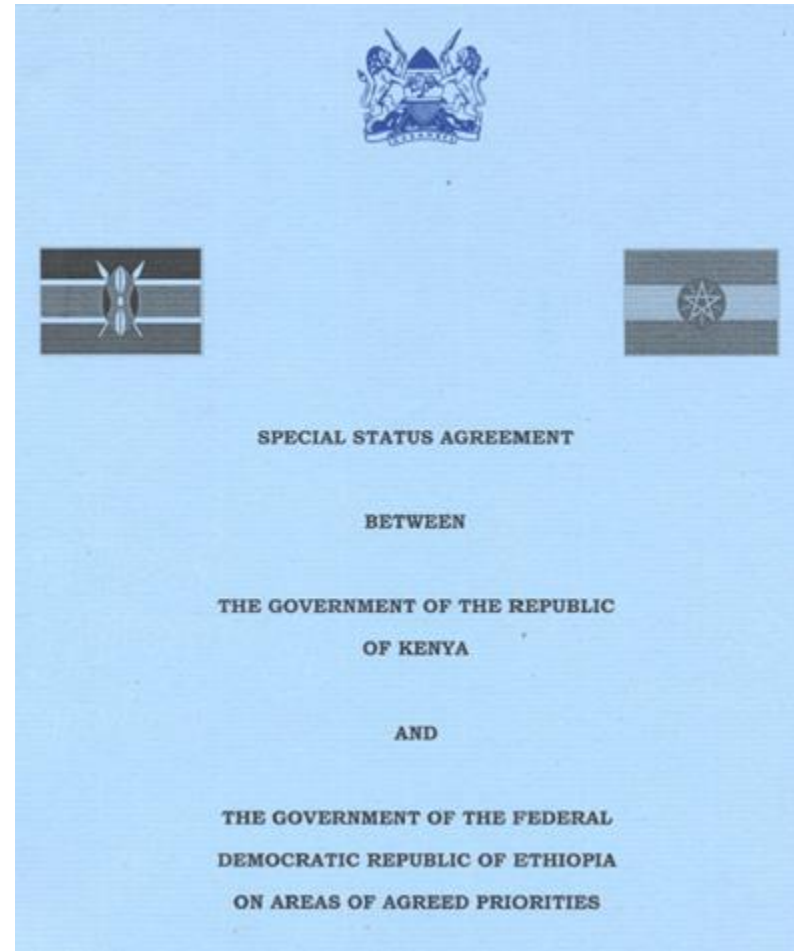 SPECIAL STATUS AGREEMENT
BETWEEN
THE GOVERNMENT OF THE REPUBLIC
OF KENYA
AND
THE GOVERNMENT OF THE FEDERAL
DEMOCRATIC REPUBLIC OF ETHIOPIA
ON AREAS OF AGREED PRIORITIES